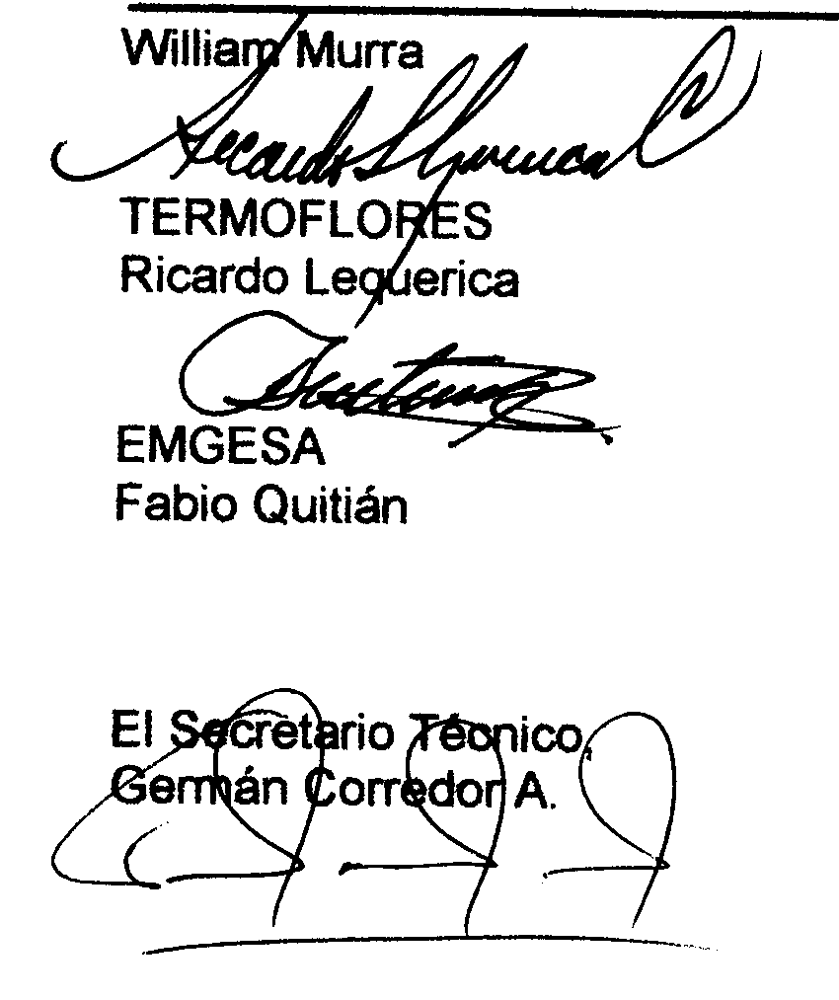 William Murra
TERMOFLORES
Ricardo Lequerica
EMGESA
Fabio Quitián
El Secretario Técnico,
Germán Corredor A.